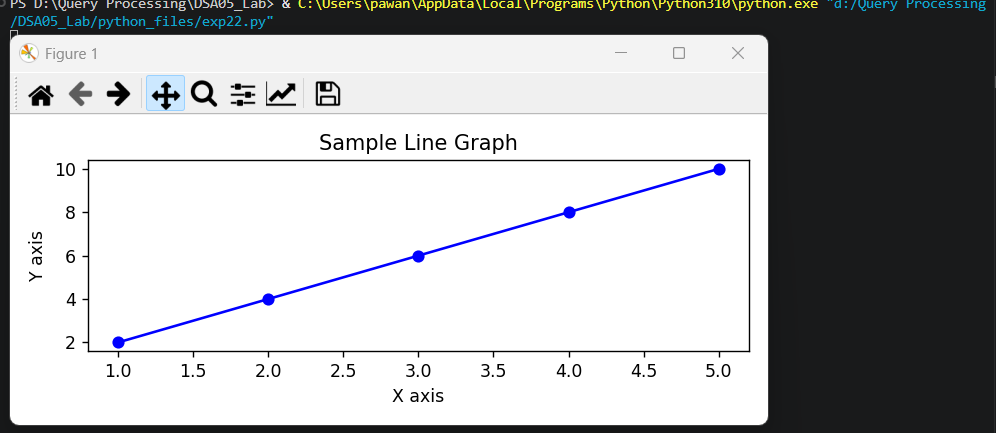 PS D:\Query Processing\DSA05_Lab> & C:\Users\pawan\AppData\Local\Programs\Python\Python310\python.exe "d:/Query Processing
/DSA05_Lab/python_files/exp22.py"
Figure 1
Sample Line Graph
10
8
6
4
2
Y axis
1.0 1.5 2.0 2.5 3.0 3.5 4.0 4.5 5.0
X axis